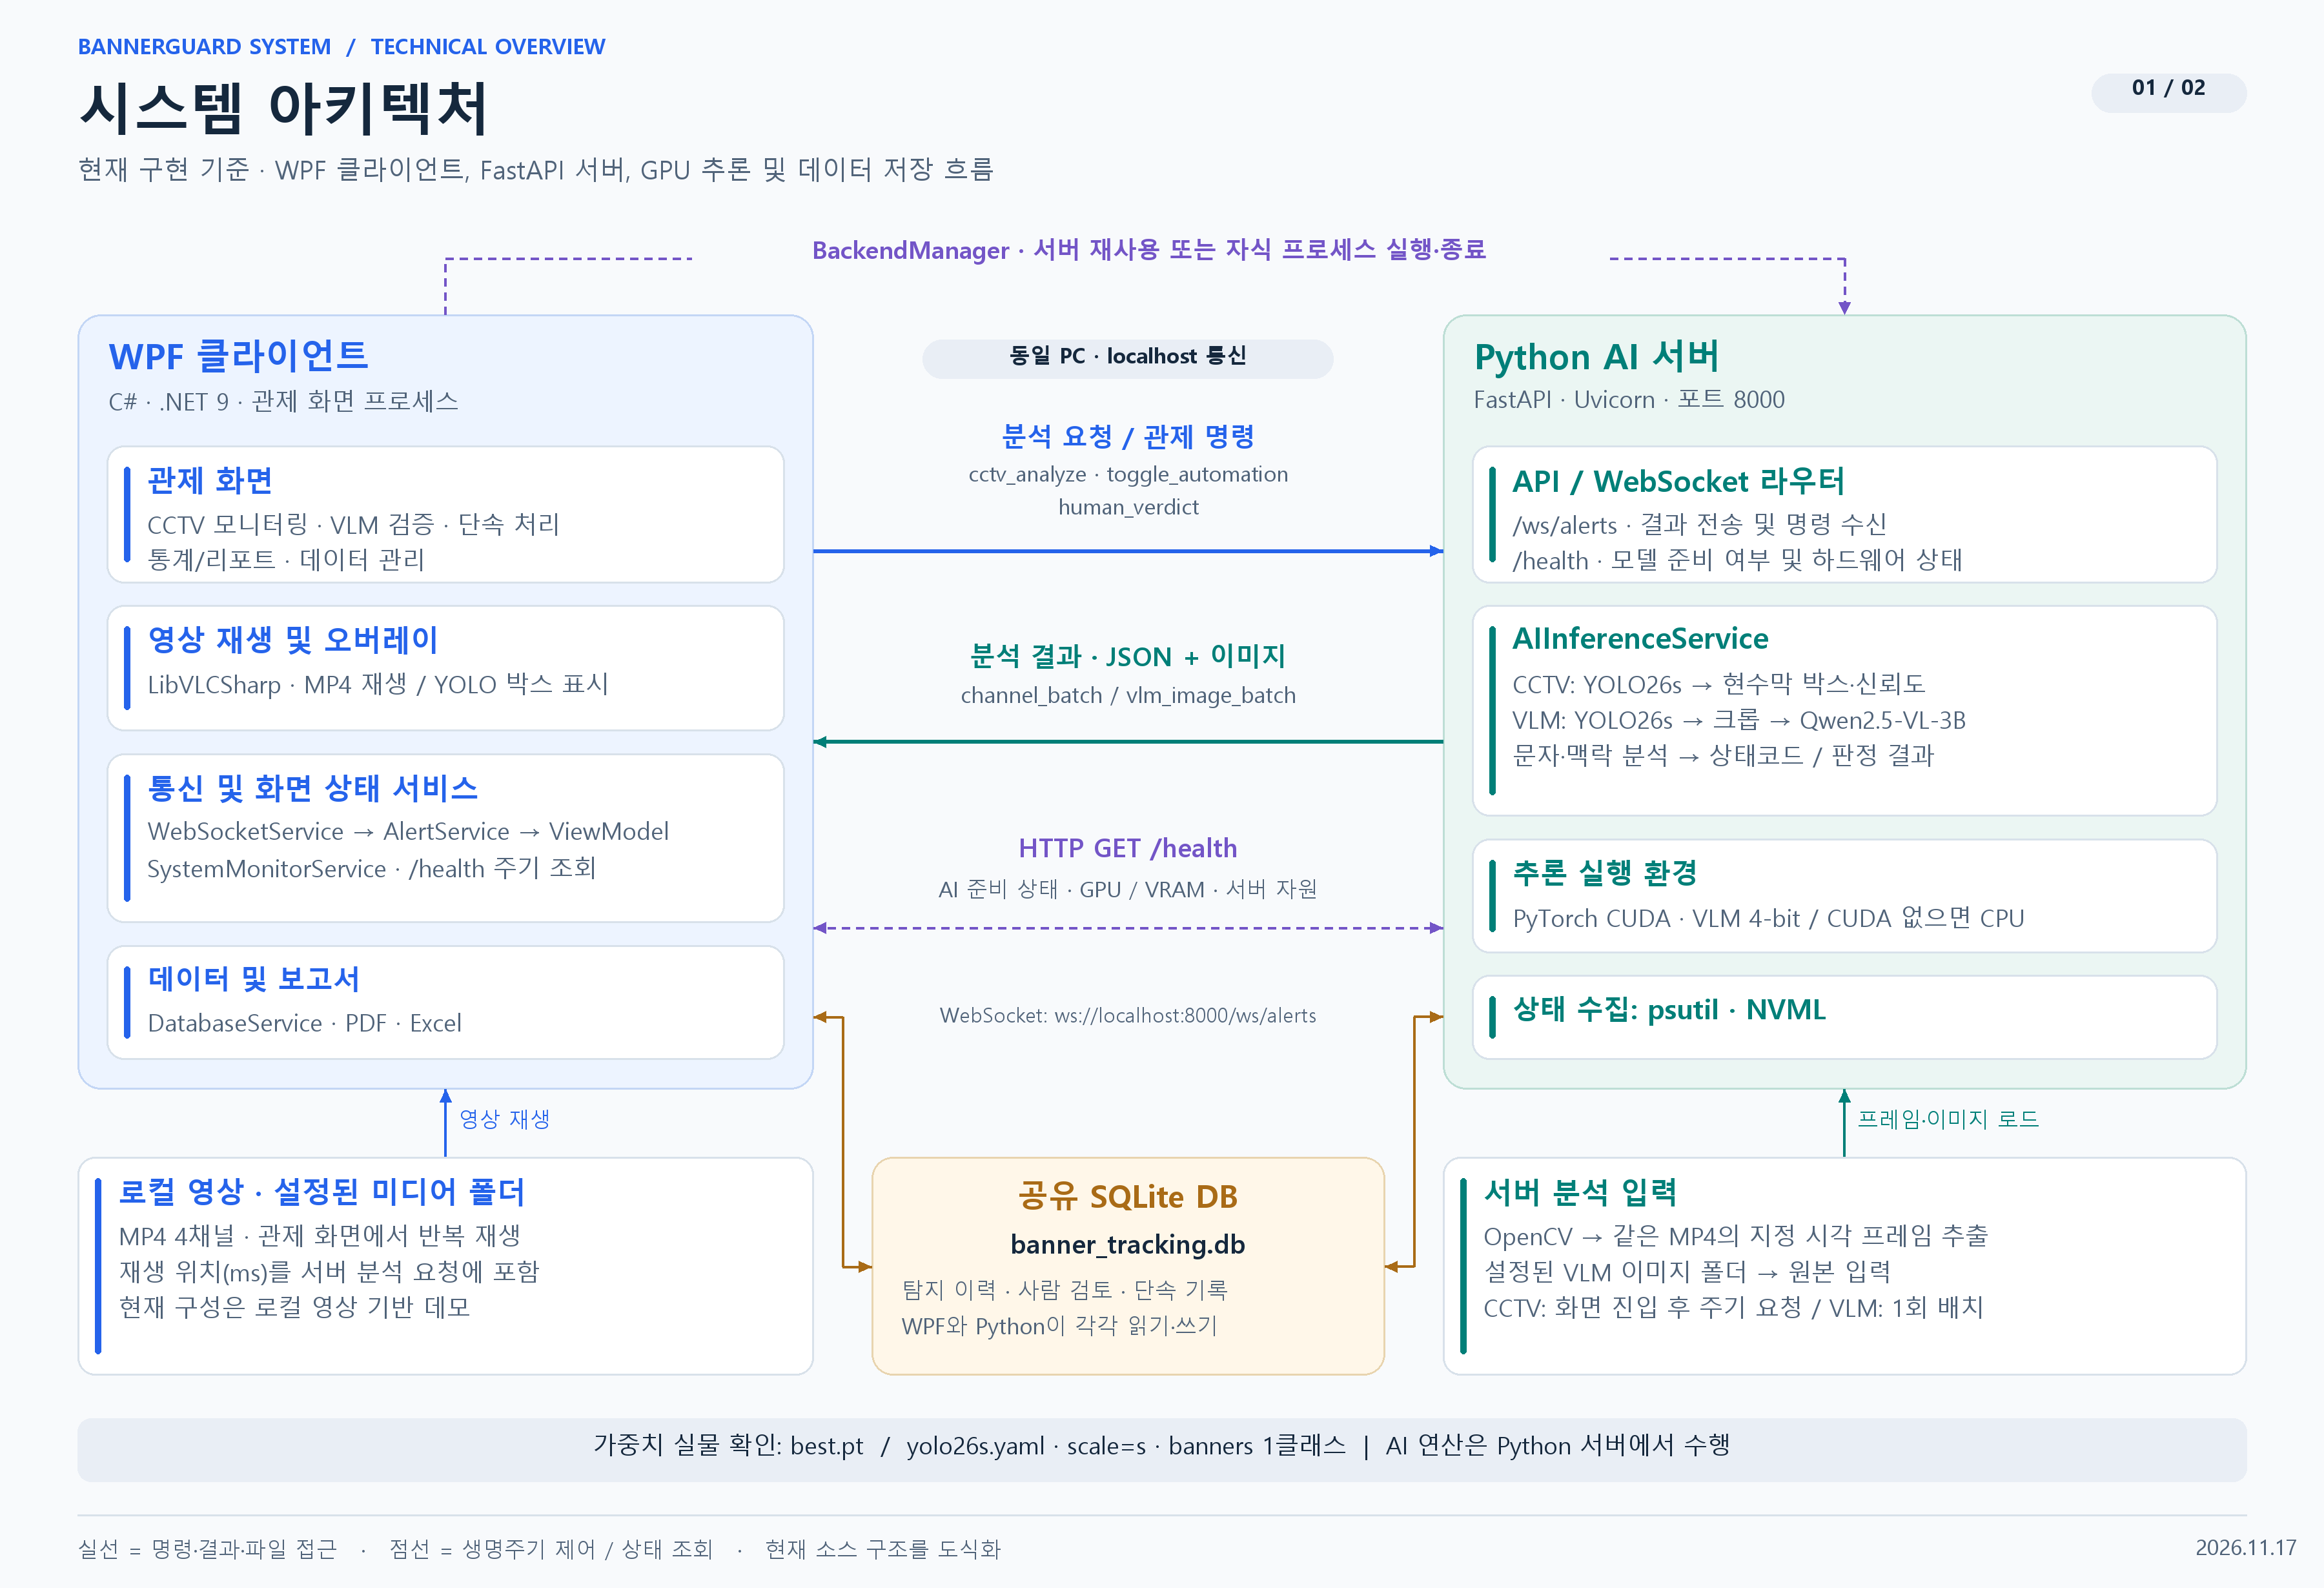 BANNERGUARD SYSTEM / TECHNICAL OVERVIEW
시스템 아키텍처
01 / 02
현재 구현 기준 · WPF 클라이언트, FastAPI 서버, GPU 추론 및 데이터 저장 흐름
BackendManager · 서버 재사용 또는 자식 프로세스 실행·종료
WPF 클라이언트
C# · .NET 9 · 관제 화면 프로세스
관제 화면
CCTV 모니터링 · VLM 검증 · 단속 처리
통계/리포트 · 데이터 관리
영상 재생 및 오버레이
LibVLCSharp · MP4 재생 / YOLO 박스 표시
통신 및 화면 상태 서비스
WebSocketService → AlertService → ViewModel
SystemMonitorService · /health 주기 조회
데이터 및 보고서
DatabaseService · PDF · Excel
동일 PC · localhost 통신
분석 요청 / 관제 명령
cctv_analyze · toggle_automation
human_verdict
분석 결과 · JSON + 이미지
channel_batch / vlm_image_batch
HTTP GET /health
AI 준비 상태 · GPU / VRAM · 서버 자원
WebSocket: ws://localhost:8000/ws/alerts
Python AI 서버
FastAPI · Uvicorn · 포트 8000
API / WebSocket 라우터
/ws/alerts · 결과 전송 및 명령 수신
/health · 모델 준비 여부 및 하드웨어 상태
AIInferenceService
CCTV: YOLO26s → 현수막 박스·신뢰도
VLM: YOLO26s → 크롭 → Qwen2.5-VL-3B
문자·맥락 분석 → 상태코드 / 판정 결과
추론 실행 환경
PyTorch CUDA · VLM 4-bit / CUDA 없으면 CPU
상태 수집: psutil · NVML
영상 재생
프레임·이미지 로드
로컬 영상 · 설정된 미디어 폴더
MP4 4채널 · 관제 화면에서 반복 재생
재생 위치(ms)를 서버 분석 요청에 포함
현재 구성은 로컬 영상 기반 데모
공유 SQLite DB
banner_tracking.db
탐지 이력 · 사람 검토 · 단속 기록
WPF와 Python이 각각 읽기·쓰기
서버 분석 입력
OpenCV → 같은 MP4의 지정 시각 프레임 추출
설정된 VLM 이미지 폴더 → 원본 입력
CCTV: 화면 진입 후 주기 요청 / VLM: 1회 배치
가중치 실물 확인: best.pt / yolo26s.yaml · scale=s · banners 1클래스 | AI 연산은 Python 서버에서 수행
실선 = 명령·결과·파일 접근 · 점선 = 생명주기 제어 / 상태 조회 · 현재 소스 구조를 도식화
2026.11.17